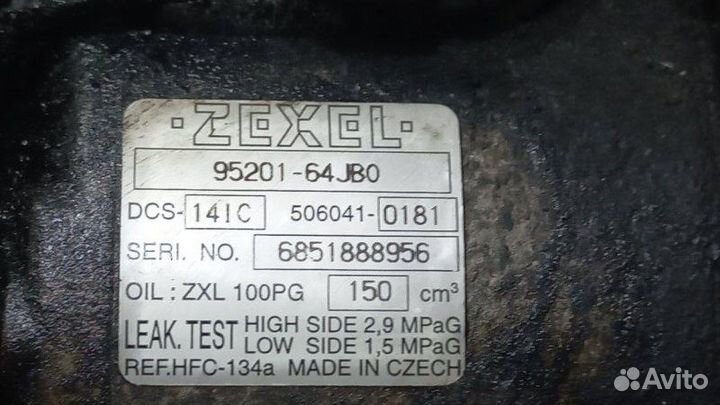 ·ZEXEL·
95201-64JB0
DCS-14IC 506041-0181
SERI. NO. 6851888956
OIL : ZXL 100PG 150 cm³
LEAK. TEST HIGH SIDE 2,9 MPaG
LOW SIDE 1,5 MPaG
REF.HFC-134a MADE IN CZECH
Avito